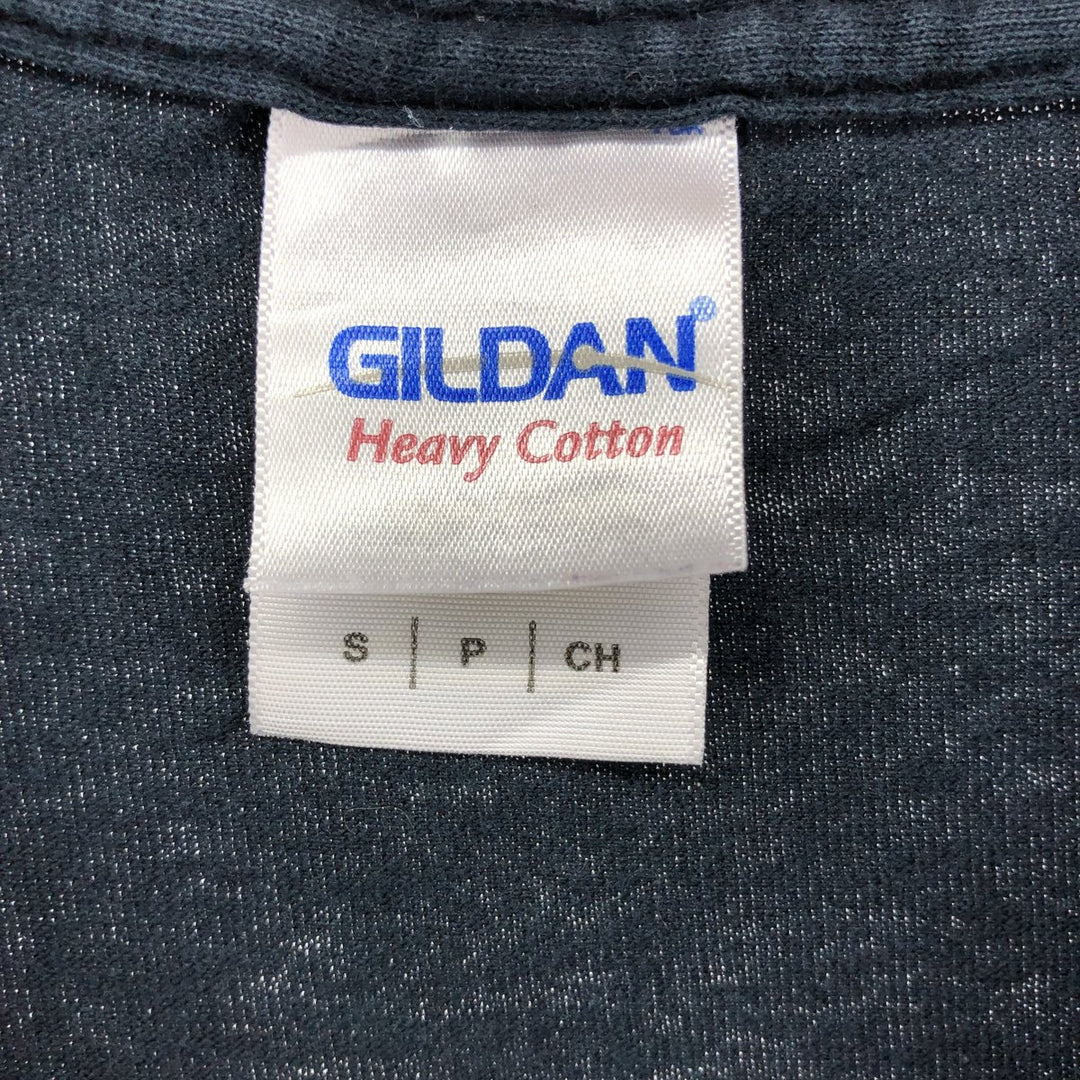 GILDAN®
Heavy Cotton
S | P | CH